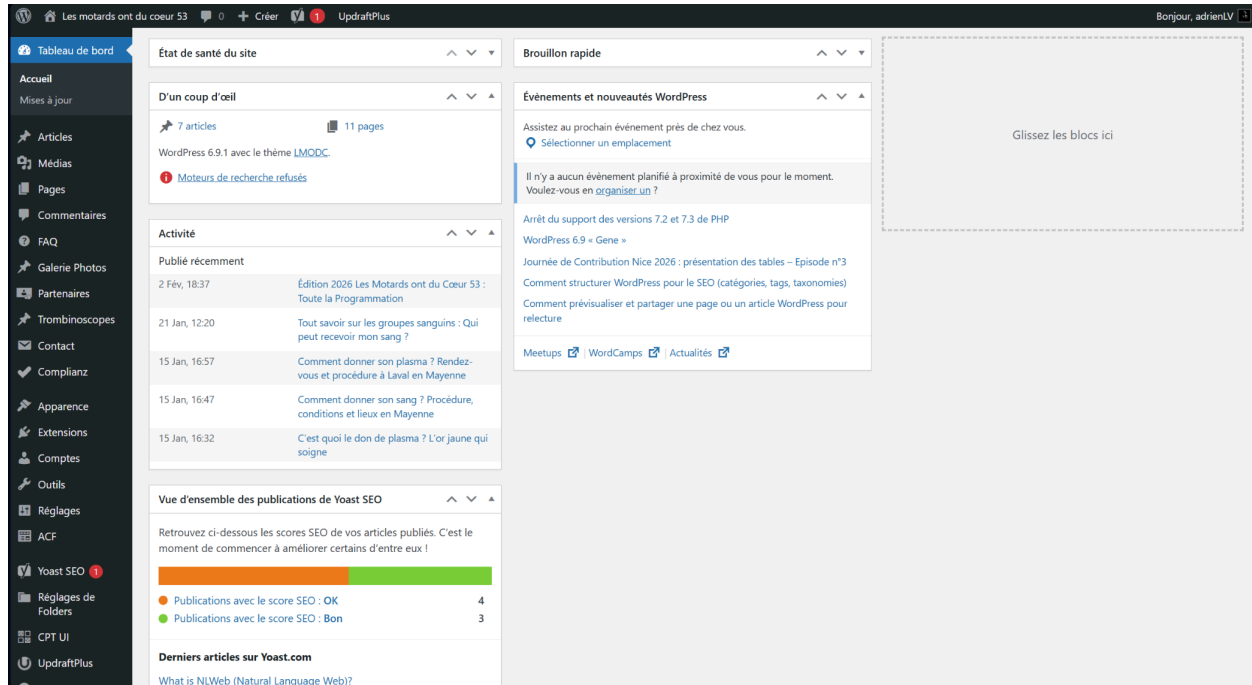 Les motards ont du coeur 53
0
Créer
1
UpdraftPlus
Bonjour, adrienLV
Tableau de bord
Accueil
Mises à jour
Articles
Médias
Pages
Commentaires
FAQ
Galerie Photos
Partenaires
Trombinoscopes
Contact
Complianz
Apparence
Extensions
Comptes
Outils
Réglages
ACF
Yoast SEO 1
Réglages de
Folders
CPT UI
UpdraftPlus
État de santé du site
D'un coup d'œil
7 articles
11 pages
WordPress 6.9.1 avec le thème LMODC.
Moteurs de recherche refusés
Activité
Publié récemment
2 Fév, 18:37
Édition 2026 Les Motards ont du Cœur 53 :
Toute la Programmation
21 Jan, 12:20
Tout savoir sur les groupes sanguins : Qui
peut recevoir mon sang ?
15 Jan, 16:57
Comment donner son plasma ? Rendez-
vous et procédure à Laval en Mayenne
15 Jan, 16:47
Comment donner son sang ? Procédure,
conditions et lieux en Mayenne
15 Jan, 16:32
C'est quoi le don de plasma ? L'or jaune qui
soigne
Vue d'ensemble des publications de Yoast SEO
Retrouvez ci-dessous les scores SEO de vos articles publiés. C'est le
moment de commencer à améliorer certains d'entre eux !
Publications avec le score SEO : OK
4
Publications avec le score SEO : Bon
3
Derniers articles sur Yoast.com
What is NLWeb (Natural Language Web)?
Brouillon rapide
Évènements et nouveautés WordPress
Assistez au prochain événement près de chez vous.
Sélectionner un emplacement
Il n'y a aucun évènement planifié à proximité de vous pour le moment.
Voulez-vous en organiser un ?
Arrêt du support des versions 7.2 et 7.3 de PHP
WordPress 6.9 « Gene »
Journée de Contribution Nice 2026 : présentation des tables – Episode n°3
Comment structurer WordPress pour le SEO (catégories, tags, taxonomies)
Comment prévisualiser et partager une page ou un article WordPress pour
relecture
Meetups | WordCamps | Actualités
Glissez les blocs ici